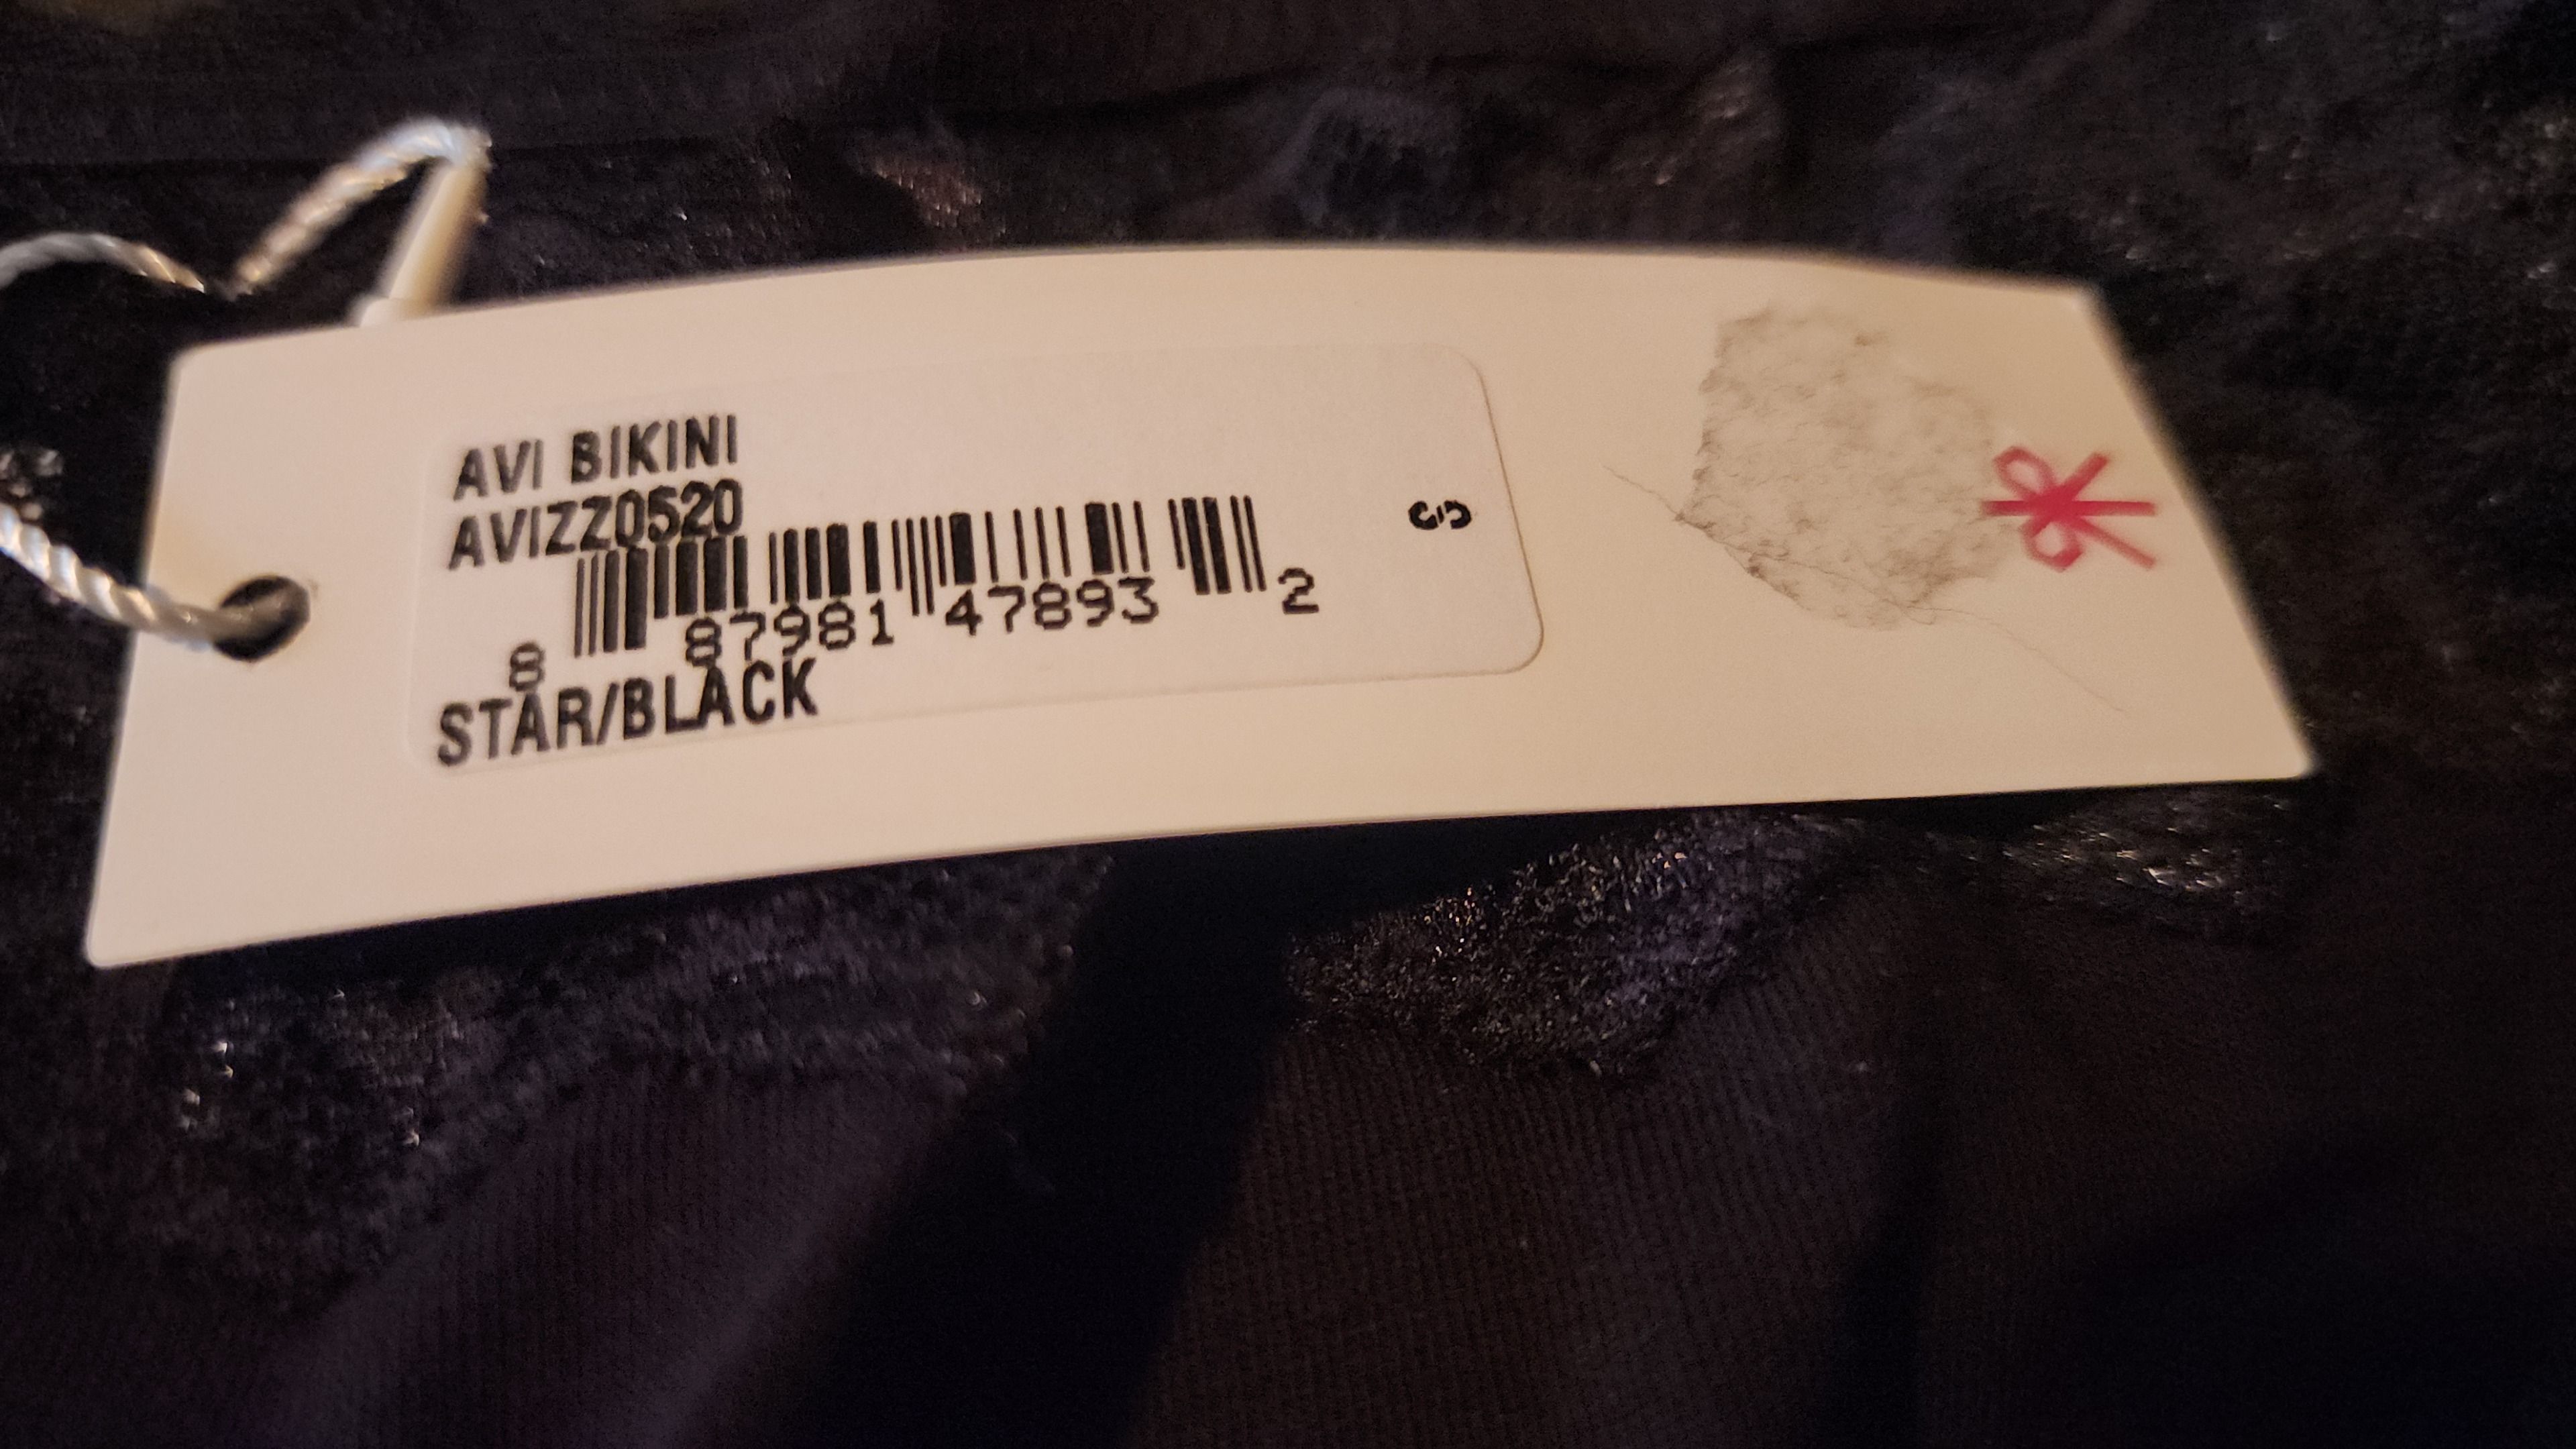 AVI BIKINI
AVIZZ0520
8 87981 47893 2
STAR/BLACK